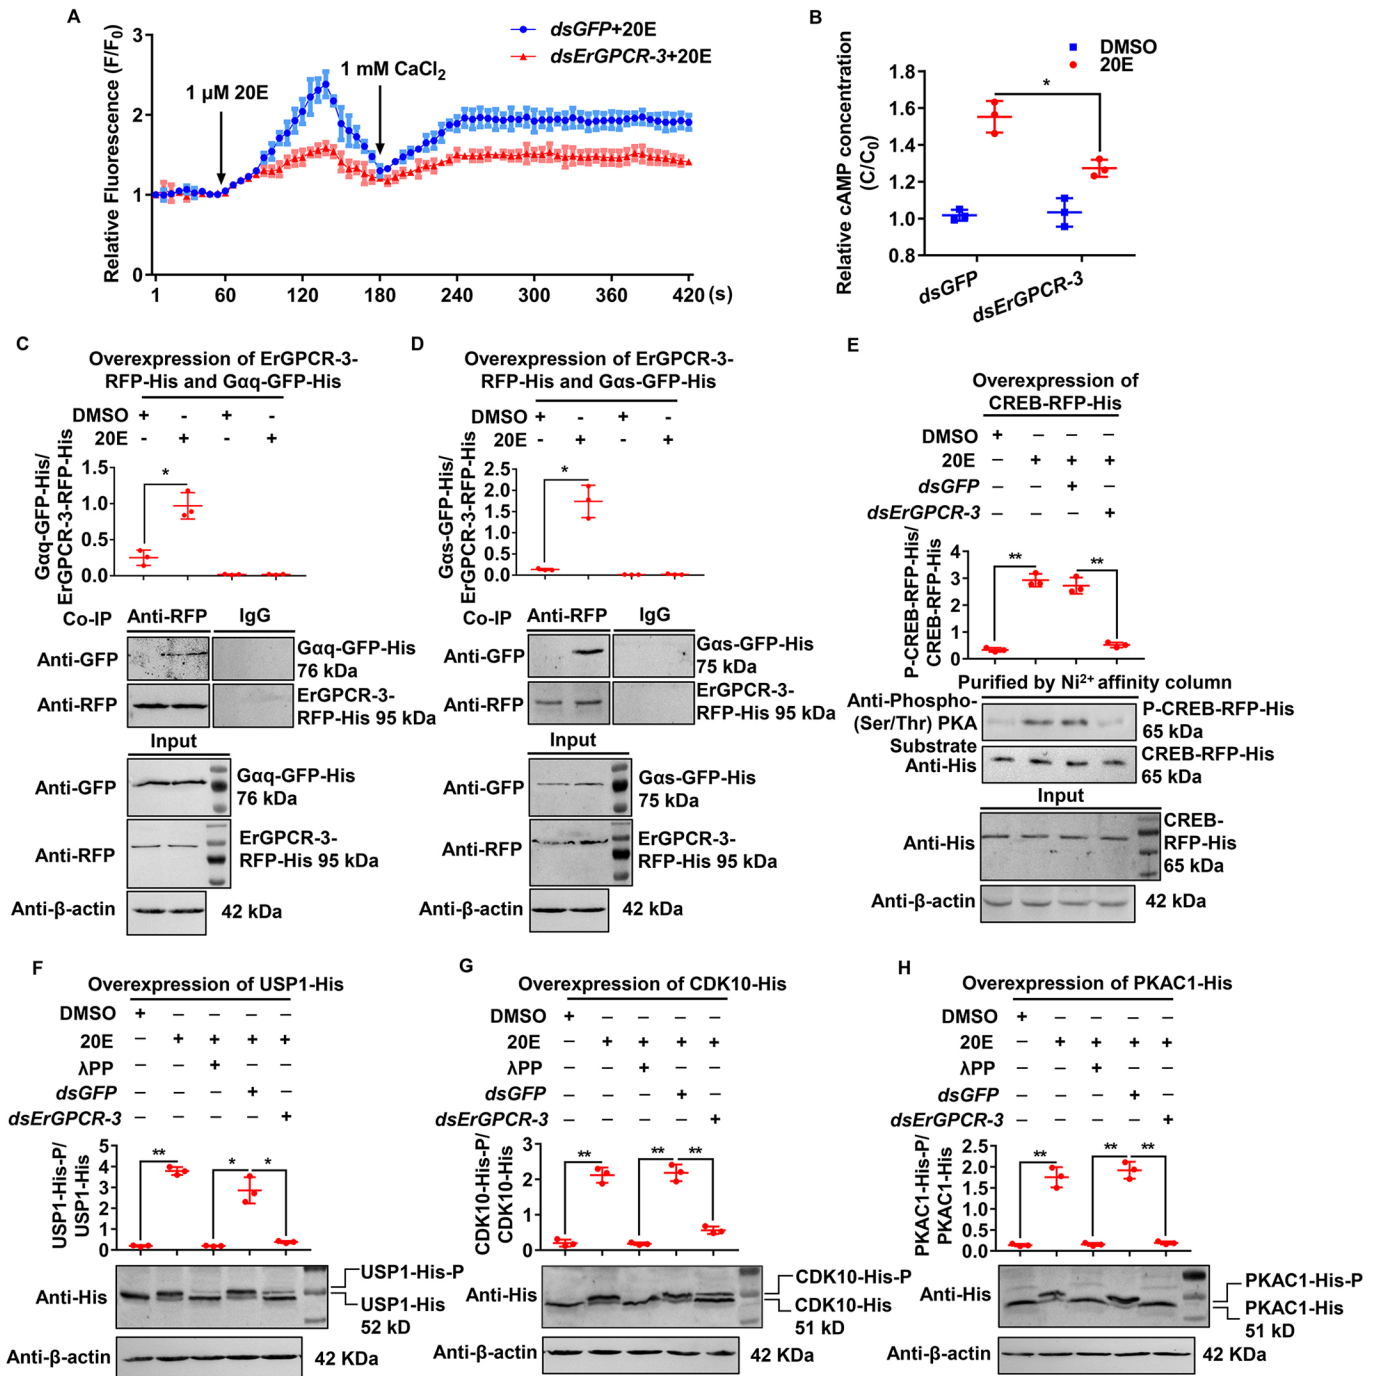 A
3
2
1
0
Relative Fluorescence (F/F0)
dsGFP+20E
dsErGPCR-3+20E
1 μM 20E
1 mM CaCl2
1 60 120 180 240 300 360 420 (s)
B
DMSO
20E
1.8
1.6
1.4
1.2
1.0
0.8
Relative cAMP concentration
(C/C0)
*
dsGFP
dsErGPCR-3
C
Overexpression of ErGPCR-3-
RFP-His and Gαq-GFP-His
DMSO + - + -
20E - + - +
Gαq-GFP-His/
ErGPCR-3-RFP-His
1.5
1.0
0.5
0.0
*
Co-IP Anti-RFP IgG
Anti-GFP
Gαq-GFP-His
76 kDa
Anti-RFP
ErGPCR-3-
RFP-His 95 kDa
Input
Anti-GFP
Gαq-GFP-His
76 kDa
Anti-RFP
ErGPCR-3-
RFP-His 95 kDa
Anti-β-actin
42 kDa
D
Overexpression of ErGPCR-3-
RFP-His and Gαs-GFP-His
DMSO + - + -
20E - + - +
Gαs-GFP-His/
ErGPCR-3-RFP-His
2.5
2.0
1.5
1.0
0.5
0.0
*
Co-IP Anti-RFP IgG
Anti-GFP
Gαs-GFP-His
75 kDa
Anti-RFP
ErGPCR-3-
RFP-His 95 kDa
Input
Anti-GFP
Gαs-GFP-His
75 kDa
Anti-RFP
ErGPCR-3-
RFP-His 95 kDa
Anti-β-actin
42 kDa
E
Overexpression of
CREB-RFP-His
DMSO + − − −
20E − + + +
dsGFP − − + −
dsErGPCR-3 − − − +
P-CREB-RFP-His/
CREB-RFP-His
4
3
2
1
0
** **
Purified by Ni2+ affinity column
Anti-Phospho-
(Ser/Thr) PKA
Substrate
P-CREB-RFP-His
65 kDa
Anti-His
CREB-RFP-His
65 kDa
Input
Anti-His
CREB-
RFP-His
65 kDa
Anti-β-actin
42 kDa
F
Overexpression of USP1-His
DMSO + − − − −
20E − + + + +
λPP − − + − −
dsGFP − − − + −
dsErGPCR-3 − − − − +
USP1-His-P/
USP1-His
5
4
3
2
1
0
** * *
Anti-His
USP1-His-P
USP1-His
52 kD
Anti-β-actin
42 KDa
G
Overexpression of CDK10-His
DMSO + − − − −
20E − + + + +
λPP − − + − −
dsGFP − − − + −
dsErGPCR-3 − − − − +
CDK10-His-P/
CDK10-His
3
2
1
0
** ** **
Anti-His
CDK10-His-P
CDK10-His
51 kD
Anti-β-actin
42 KDa
H
Overexpression of PKAC1-His
DMSO + − − − −
20E − + + + +
λPP − − + − −
dsGFP − − − + −
dsErGPCR-3 − − − − +
PKAC1-His-P/
PKAC1-His
2.5
2.0
1.5
1.0
0.5
0.0
** ** **
Anti-His
PKAC1-His-P
PKAC1-His
51 kD
Anti-β-actin
42 KDa